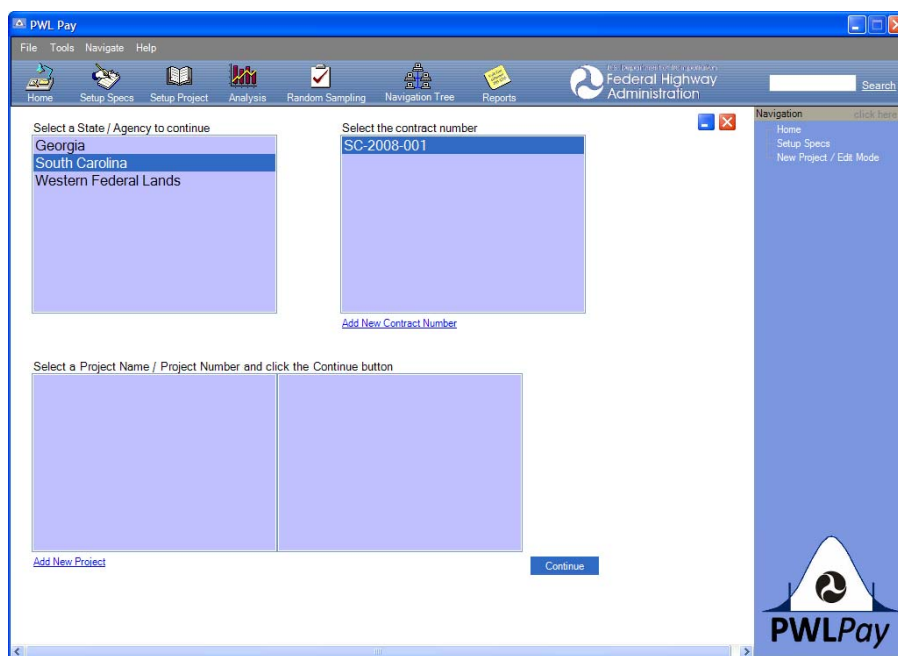 PWL Pay
File Tools Navigate Help
Home Setup Specs Setup Project Analysis Random Sampling Navigation Tree Reports
U.S. Department of Transportation
Federal Highway
Administration
Search
Select a State / Agency to continue
Georgia
South Carolina
Western Federal Lands
Select the contract number
SC-2008-001
Add New Contract Number
Select a Project Name / Project Number and click the Continue button
Add New Project
Continue
Navigation click here
Home
Setup Specs
New Project / Edit Mode
PWLPay